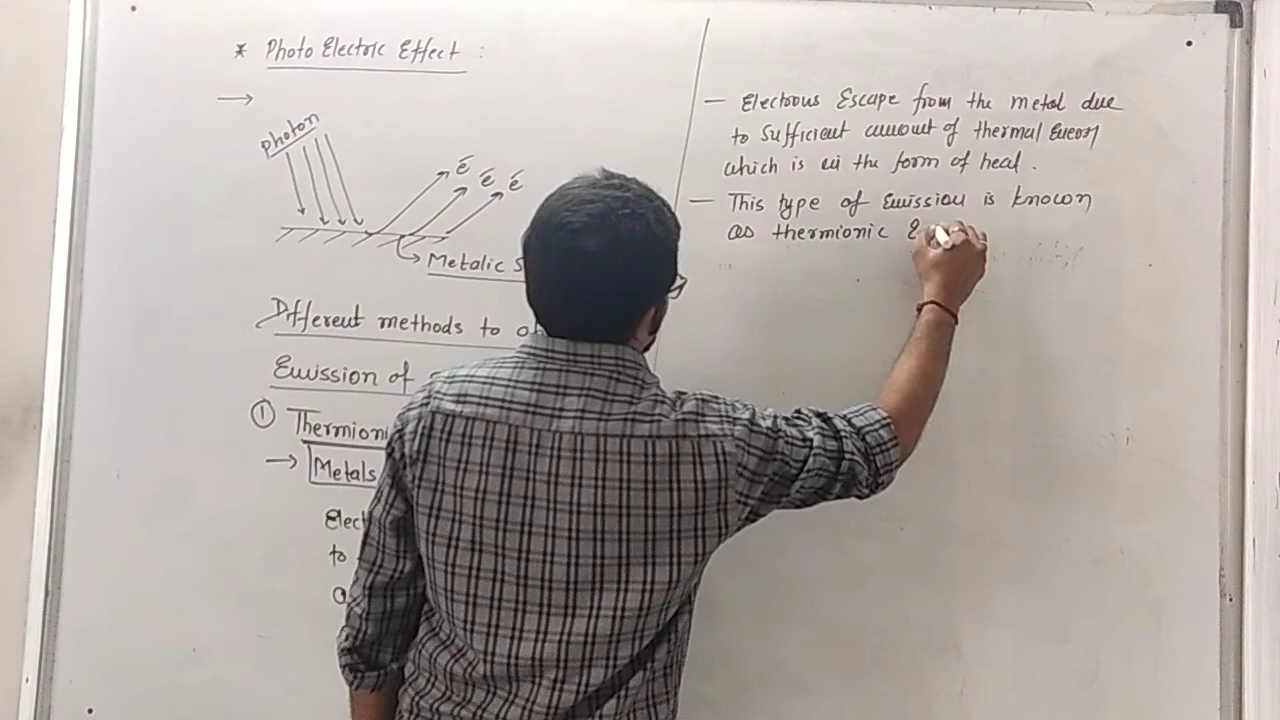 * Photo Electric Effect :
→
Photon
é é é
Metalic
Different methods to
Emission of
① Thermioni
→ Metals
Elect
to
— Electrons Escape from the metal due
to sufficient amount of thermal Energy
which is in the form of heat.
— This type of Emission is known
as thermionic E